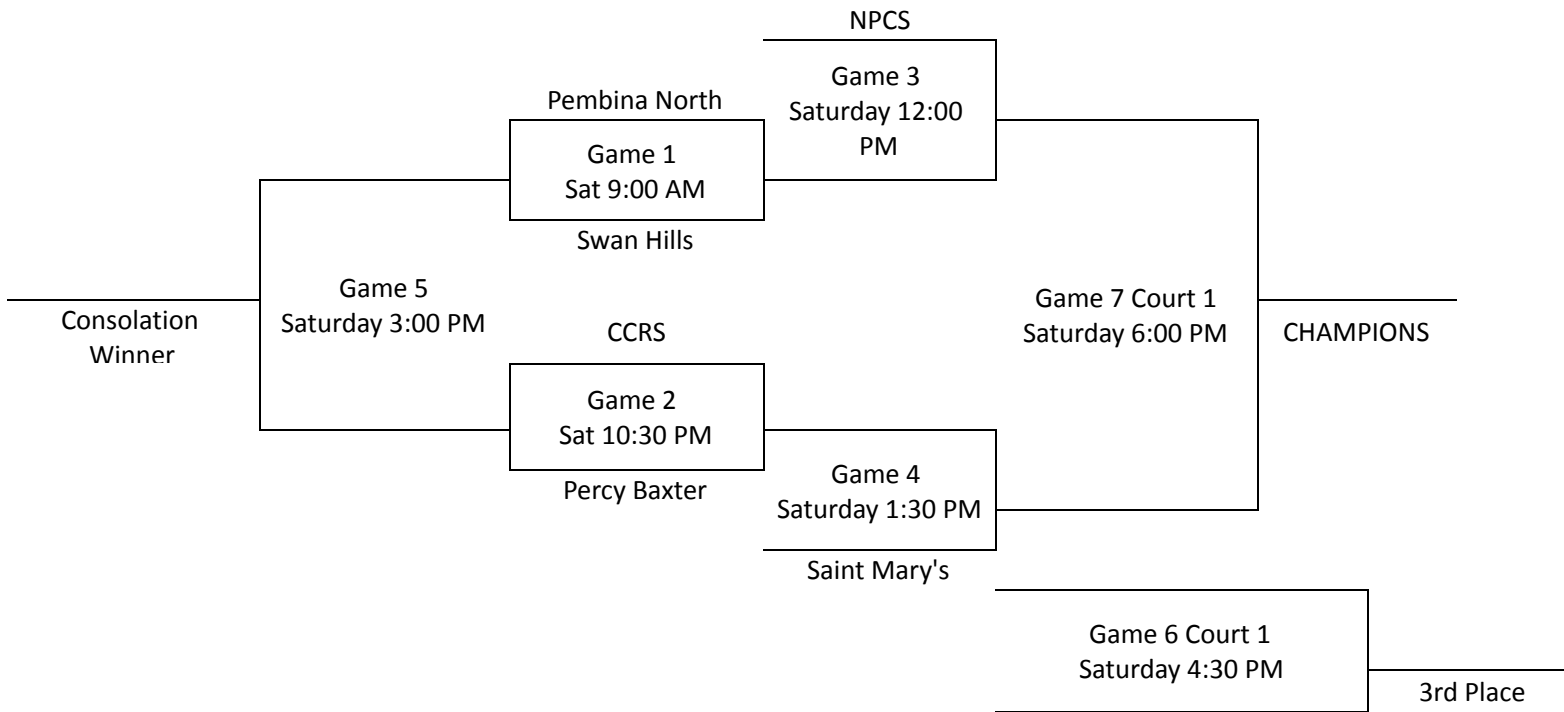 NPCS
Game 3
Saturday 12:00
PM
Pembina North
Game 1
Sat 9:00 AM
Swan Hills
Game 5
Saturday 3:00 PM
Consolation
Winner
CCRS
Game 2
Sat 10:30 PM
Percy Baxter
Game 4
Saturday 1:30 PM
Saint Mary's
Game 7 Court 1
Saturday 6:00 PM
CHAMPIONS
Game 6 Court 1
Saturday 4:30 PM
3rd Place